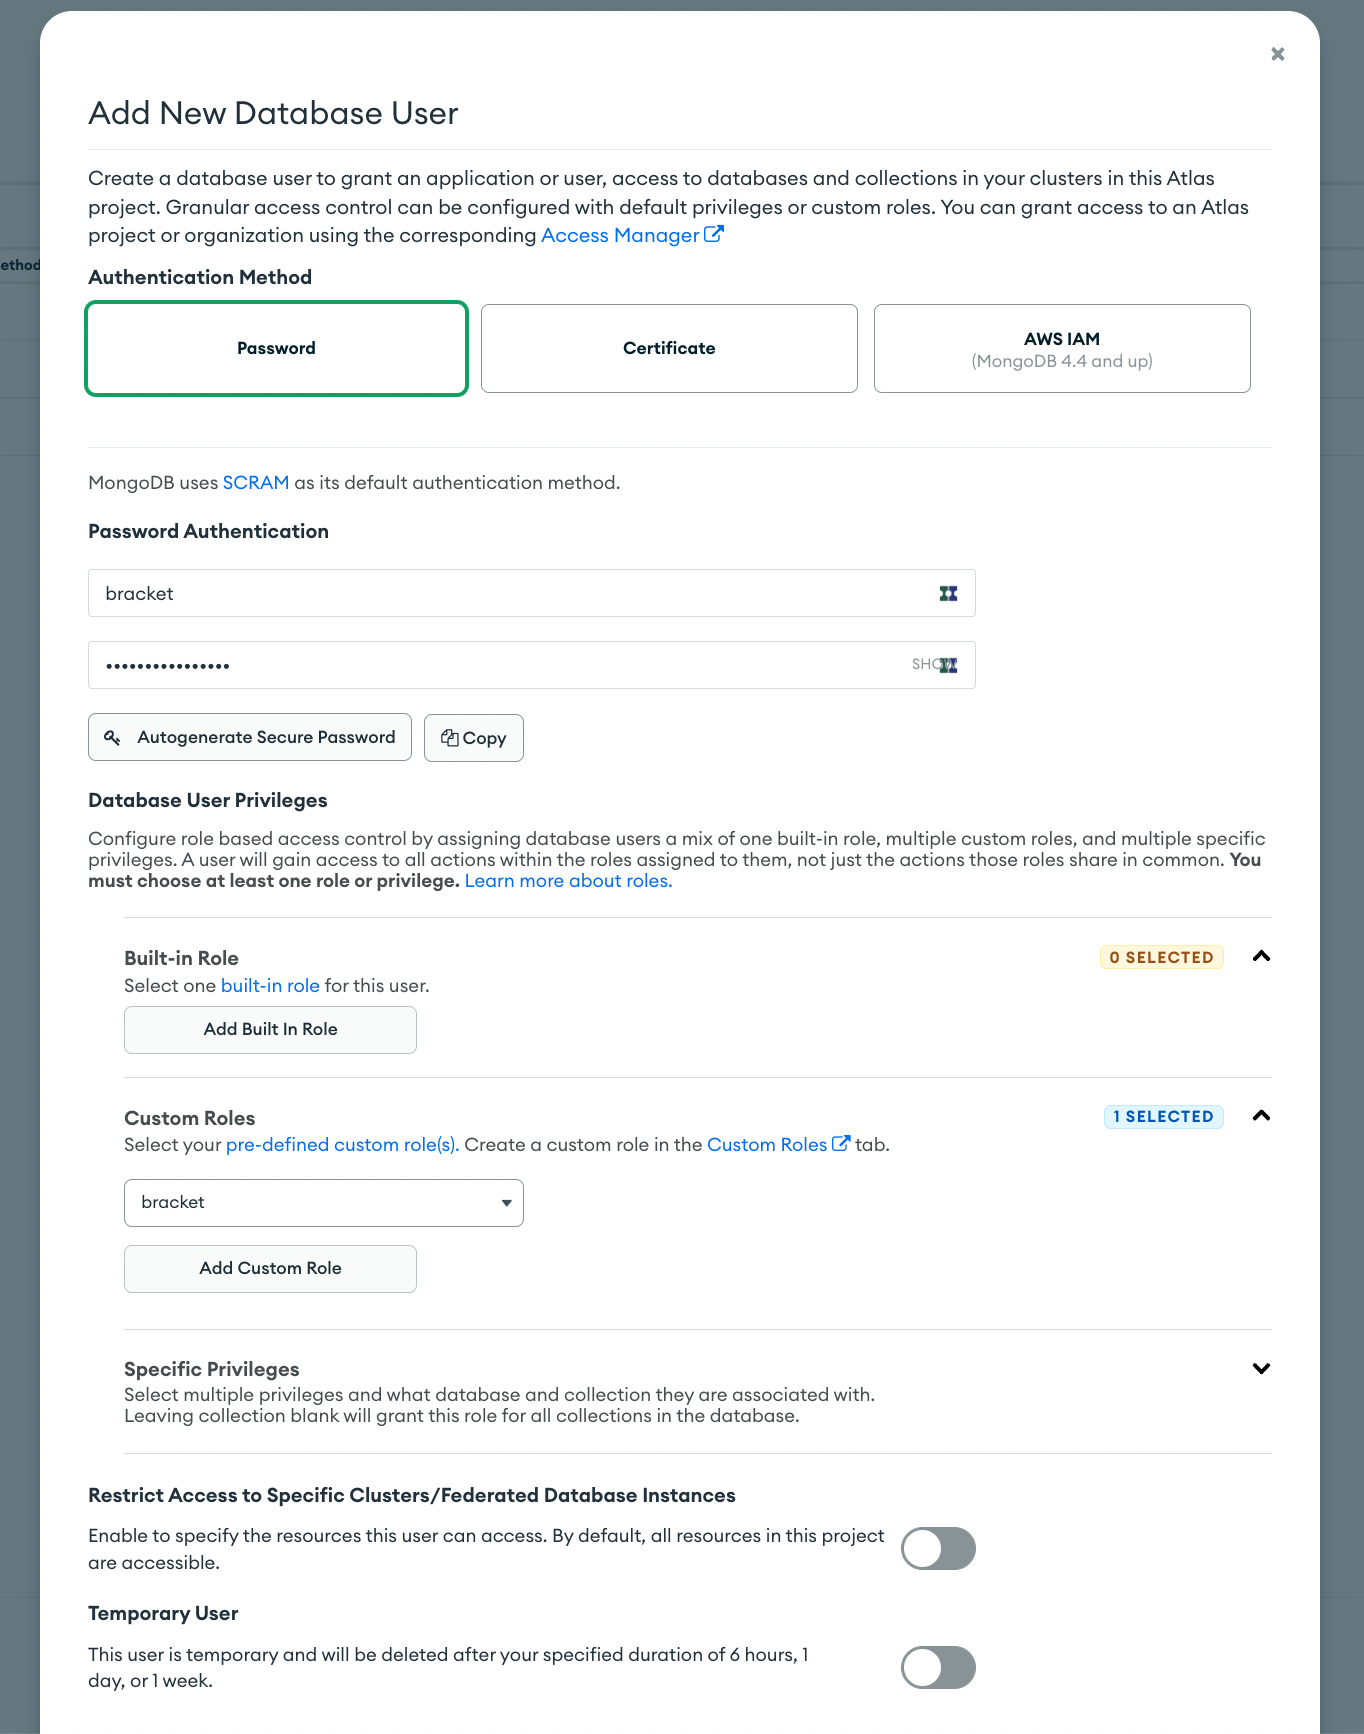 Add New Database User
Create a database user to grant an application or user, access to databases and collections in your clusters in this Atlas
project. Granular access control can be configured with default privileges or custom roles. You can grant access to an Atlas
project or organization using the corresponding Access Manager
ethod
Authentication Method
Password
Certificate
AWS IAM
(MongoDB 4.4 and up)
MongoDB uses SCRAM as its default authentication method.
Password Authentication
bracket
••••••••••••••••
SHOW
Autogenerate Secure Password
Copy
Database User Privileges
Configure role based access control by assigning database users a mix of one built-in role, multiple custom roles, and multiple specific
privileges. A user will gain access to all actions within the roles assigned to them, not just the actions those roles share in common. You
must choose at least one role or privilege. Learn more about roles.
Built-in Role
0 SELECTED
Select one built-in role for this user.
Add Built In Role
Custom Roles
1 SELECTED
Select your pre-defined custom role(s). Create a custom role in the Custom Roles tab.
bracket
Add Custom Role
Specific Privileges
Select multiple privileges and what database and collection they are associated with.
Leaving collection blank will grant this role for all collections in the database.
Restrict Access to Specific Clusters/Federated Database Instances
Enable to specify the resources this user can access. By default, all resources in this project
are accessible.
Temporary User
This user is temporary and will be deleted after your specified duration of 6 hours, 1
day, or 1 week.